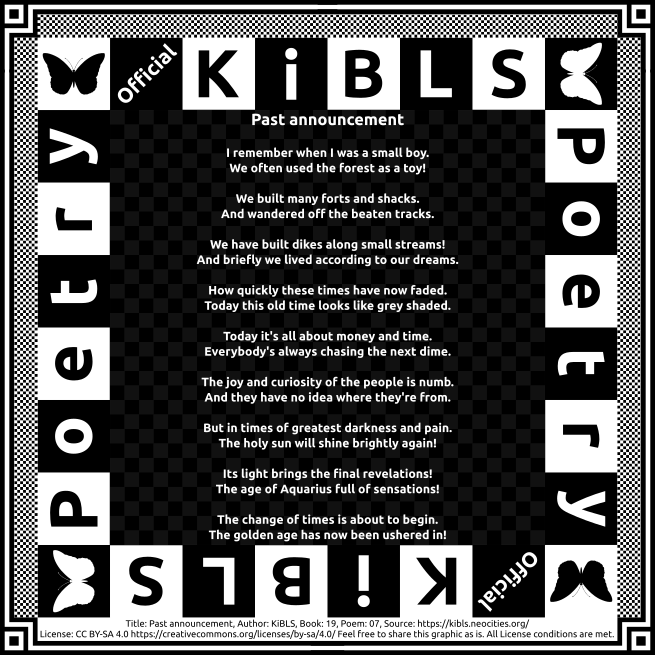 Official KiBLS
Poetry
Poetry
Past announcement
I remember when I was a small boy.
We often used the forest as a toy!
We built many forts and shacks.
And wandered off the beaten tracks.
We have built dikes along small streams!
And briefly we lived according to our dreams.
How quickly these times have now faded.
Today this old time looks like grey shaded.
Today it's all about money and time.
Everybody's always chasing the next dime.
The joy and curiosity of the people is numb.
And they have no idea where they're from.
But in times of greatest darkness and pain.
The holy sun will shine brightly again!
Its light brings the final revelations!
The age of Aquarius full of sensations!
The change of times is about to begin.
The golden age has now been ushered in!
Official KiBLS
Title: Past announcement, Author: KiBLS, Book: 19, Poem: 07, Source: https://kibls.neocities.org/
License: CC BY-SA 4.0 https://creativecommons.org/licenses/by-sa/4.0/ Feel free to share this graphic as is. All License conditions are met.